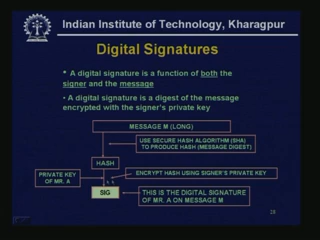 Indian Institute of Technology, Kharagpur
Digital Signatures
* A digital signature is a function of both the
signer and the message
• A digital signature is a digest of the message
encrypted with the signer's private key
MESSAGE M (LONG)
USE SECURE HASH ALGORITHM (SHA)
TO PRODUCE HASH (MESSAGE DIGEST)
HASH
PRIVATE KEY
OF MR. A
ENCRYPT HASH USING SIGNER'S PRIVATE KEY
SIG
THIS IS THE DIGITAL SIGNATURE
OF MR. A ON MESSAGE M